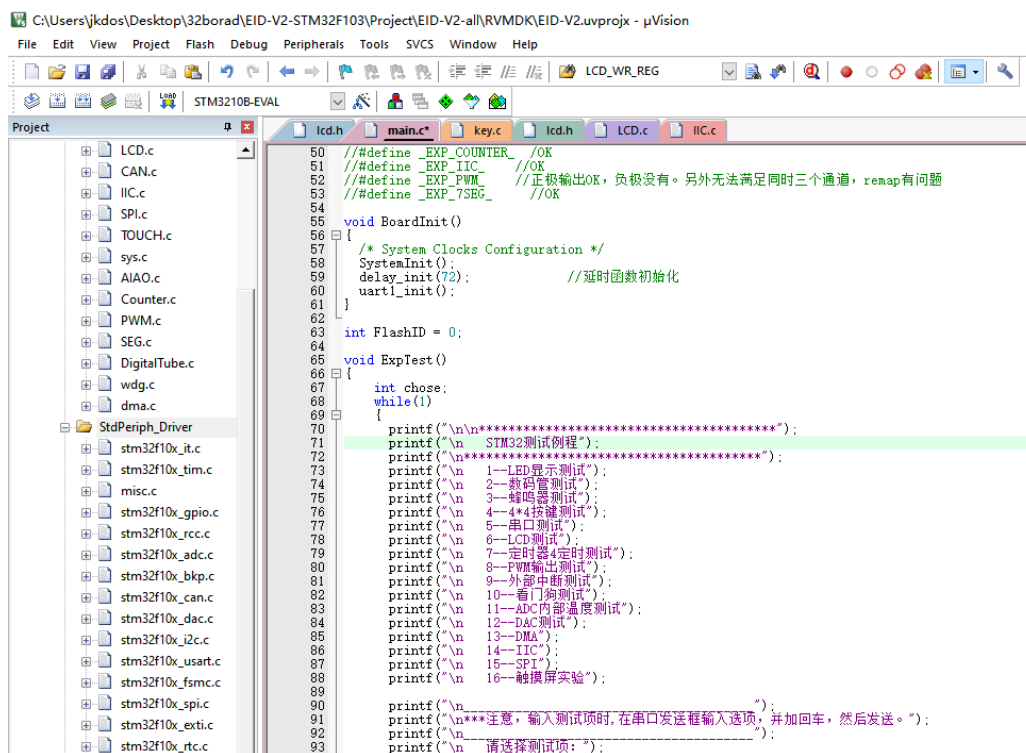 C:\Users\jkdos\Desktop\32borad\EID-V2-STM32F103\Project\EID-V2-all\RVMDK\EID-V2.uvprojx - µVision
File Edit View Project Flash Debug Peripherals Tools SVCS Window Help
LCD_WR_REG
LOAD STM3210B-EVAL
Project
lcd.h main.c* key.c lcd.h LCD.c IIC.c
LCD.c
CAN.c
IIC.c
SPI.c
TOUCH.c
sys.c
AIAO.c
Counter.c
PWM.c
SEG.c
DigitalTube.c
wdg.c
dma.c
StdPeriph_Driver
stm32f10x_it.c
stm32f10x_tim.c
misc.c
stm32f10x_gpio.c
stm32f10x_rcc.c
stm32f10x_adc.c
stm32f10x_bkp.c
stm32f10x_can.c
stm32f10x_dac.c
stm32f10x_i2c.c
stm32f10x_usart.c
stm32f10x_fsmc.c
stm32f10x_spi.c
stm32f10x_exti.c
stm32f10x_rtc.c
50 //#define _EXP_COUNTER_ /OK
51 //#define _EXP_IIC_ //OK
52 //#define _EXP_PWM_ //正极输出OK，负极没有。另外无法满足同时三个通道，remap有问题
53 //#define _EXP_7SEG_ //OK
54
55 void BoardInit()
56 {
57 /* System Clocks Configuration */
58 SystemInit();
59 delay_init(72); //延时函数初始化
60 uart1_init();
61 }
62
63 int FlashID = 0;
64
65 void ExpTest()
66 {
67 int chose;
68 while(1)
69 {
70 printf("\n\n****************************************");
71 printf("\n STM32测试例程");
72 printf("\n****************************************");
73 printf("\n 1--LED显示测试");
74 printf("\n 2--数码管测试");
75 printf("\n 3--蜂鸣器测试");
76 printf("\n 4--4*4按键测试");
77 printf("\n 5--串口测试");
78 printf("\n 6--LCD测试");
79 printf("\n 7--定时器4定时测试");
80 printf("\n 8--PWM输出测试");
81 printf("\n 9--外部中断测试");
82 printf("\n 10--看门狗测试");
83 printf("\n 11--ADC内部温度测试");
84 printf("\n 12--DAC测试");
85 printf("\n 13--DMA");
86 printf("\n 14--IIC");
87 printf("\n 15--SPI");
88 printf("\n 16--触摸屏实验");
89
90 printf("\n________________________________________");
91 printf("\n***注意，输入测试项时,在串口发送框输入选项，并加回车，然后发送。");
92 printf("\n________________________________________");
93 printf("\n 请选择测试项：");